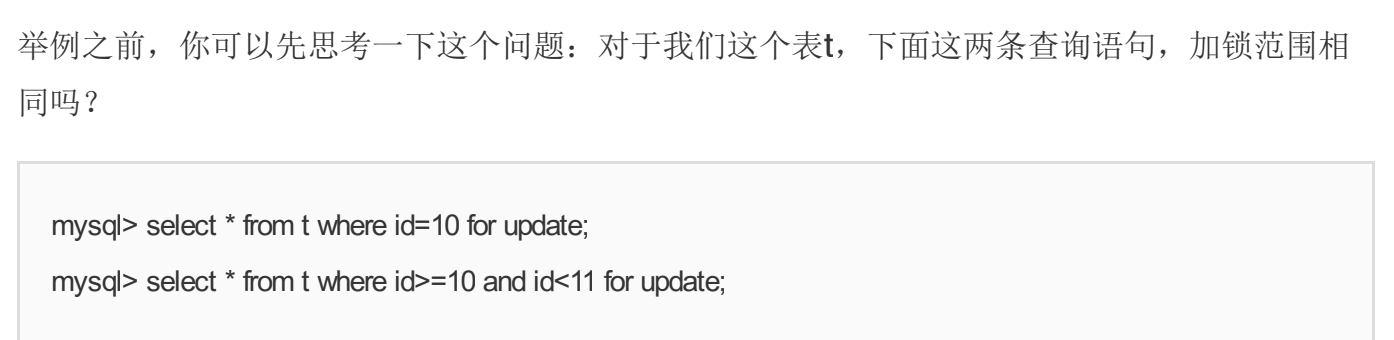 举例之前，你可以先思考一下这个问题：对于我们这个表t，下面这两条查询语句，加锁范围相
同吗？
mysql> select * from t where id=10 for update;
mysql> select * from t where id>=10 and id<11 for update;